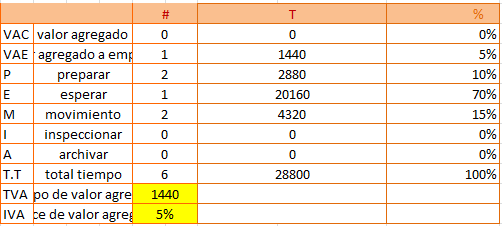 # T %
VAC valor agregado 0 0 0%
VAE agregado a emp 1 1440 5%
P preparar 2 2880 10%
E esperar 1 20160 70%
M movimiento 2 4320 15%
I inspeccionar 0 0 0%
A archivar 0 0 0%
T.T total tiempo 6 28800 100%
TVA po de valor agre 1440
IVA ce de valor agreg 5%